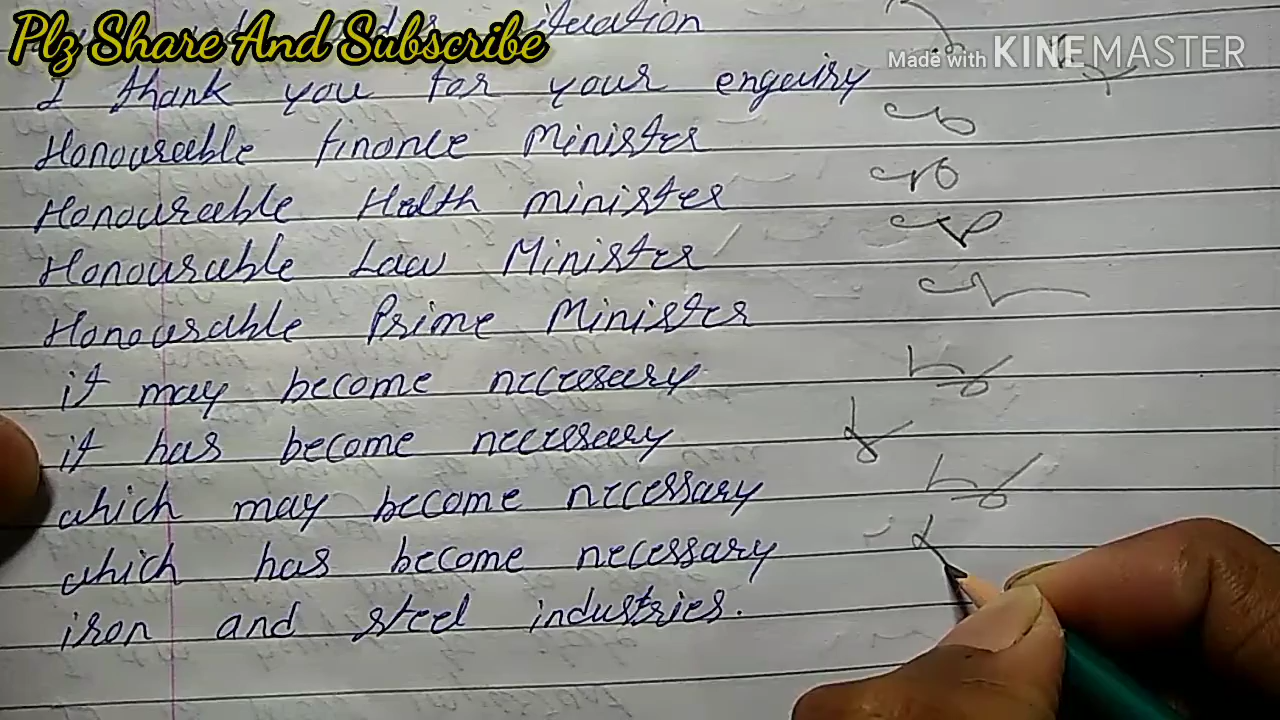 Plz Share And Subscribe
Made with KINEMASTER
I thank you for your enquiry
Honourable finance Minister
Honourable Helth minister
Honourable Law Minister
Honourable Prime Minister
it may become necessary
it has become necessary
which may become necessary
which has become necessary
iron and steel industries.